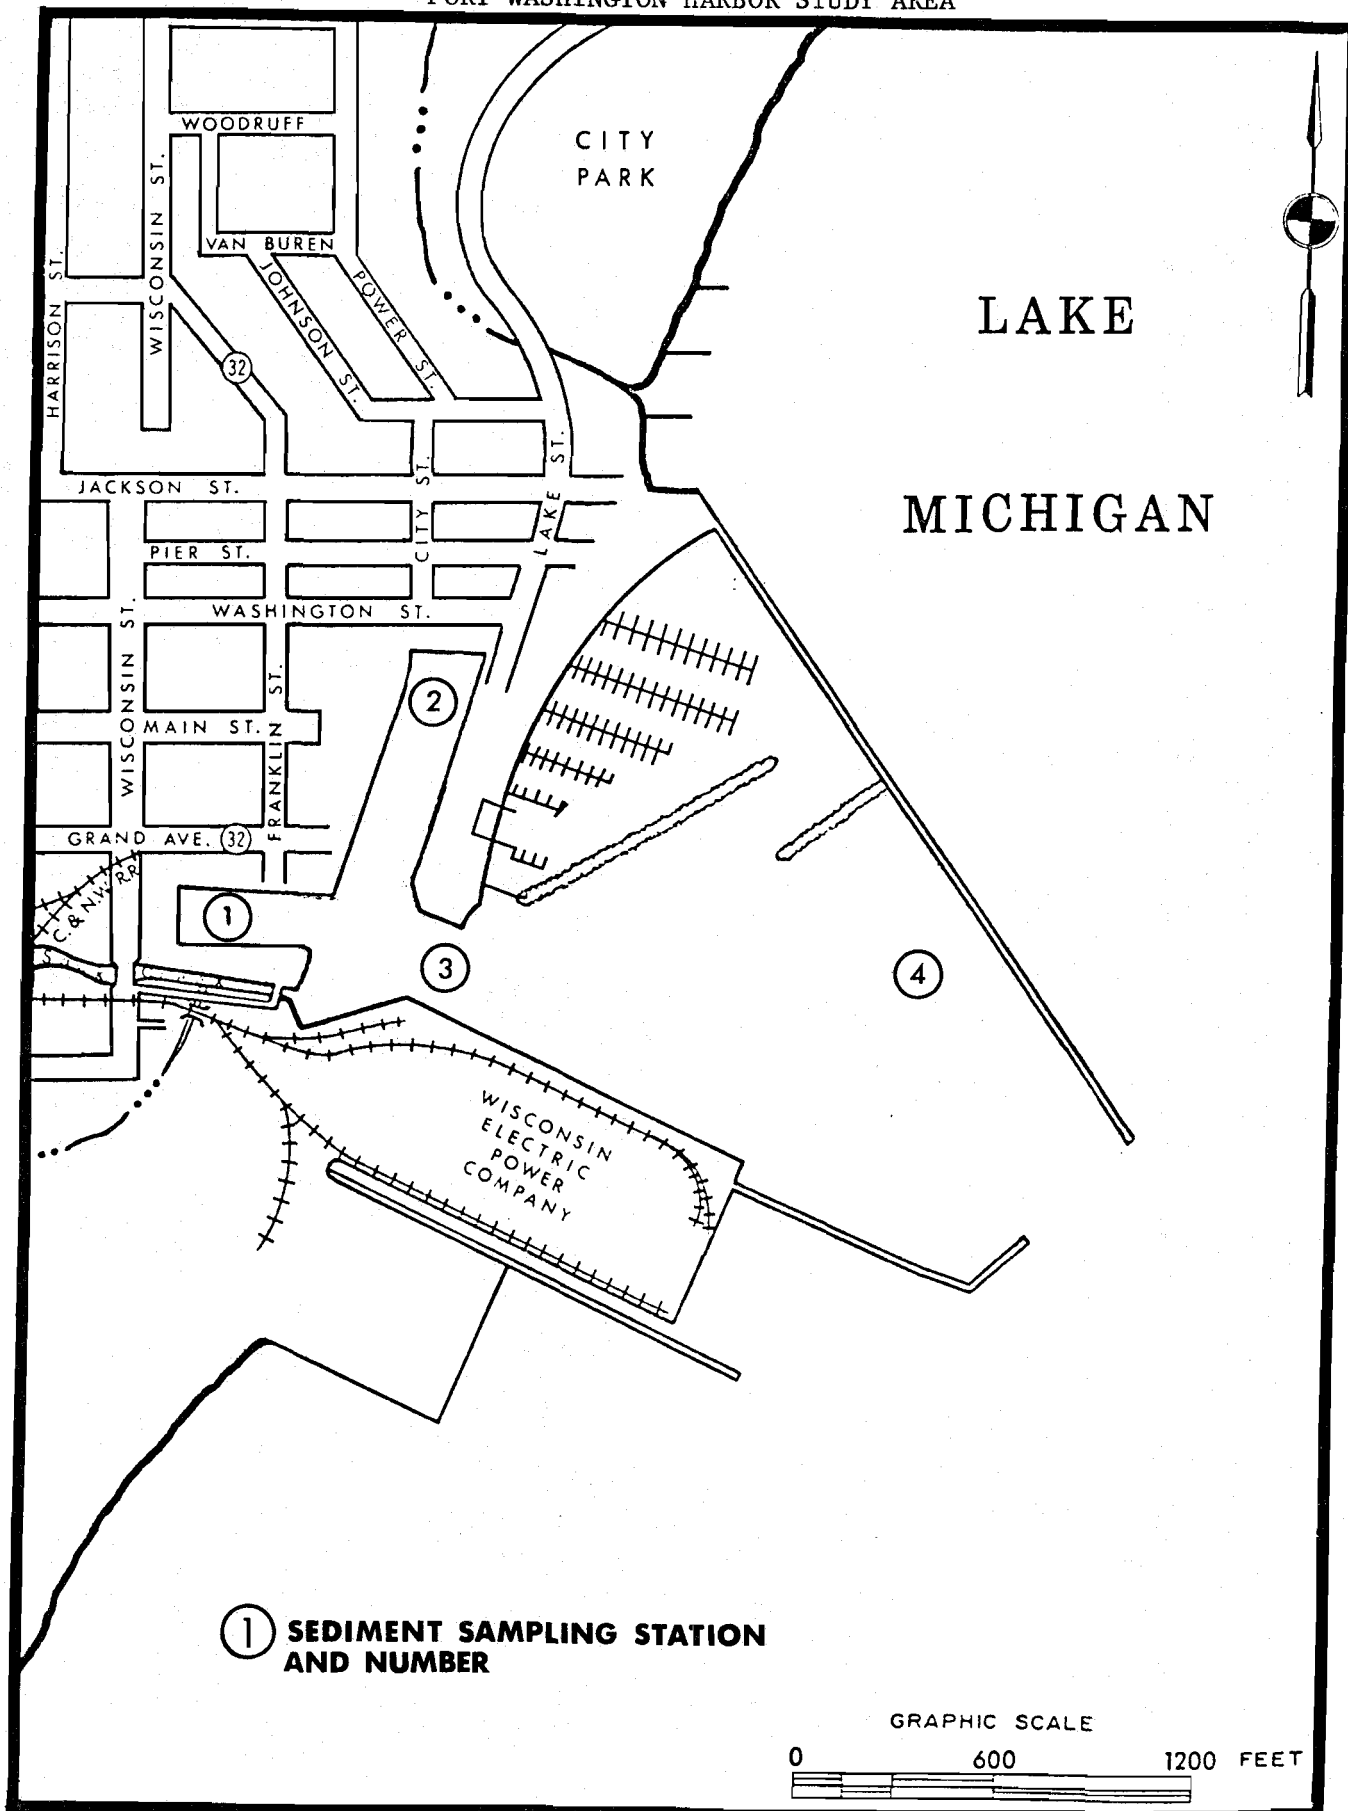 PORT WASHINGTON HARBOR STUDY AREA
WOODRUFF
CITY
PARK
WISCONSIN ST.
VAN BUREN
HARRISON ST.
JOHNSON ST.
POWER ST.
LAKE
32
MICHIGAN
JACKSON ST.
CITY ST.
LAKE ST.
PIER ST.
WASHINGTON ST.
WISCONSIN ST.
2
MAIN ST.
FRANKLIN ST.
GRAND AVE. 32
C. & N.W. R.R.
1
3
4
WISCONSIN
ELECTRIC
POWER
COMPANY
1 SEDIMENT SAMPLING STATION
AND NUMBER
GRAPHIC SCALE
0 600 1200 FEET